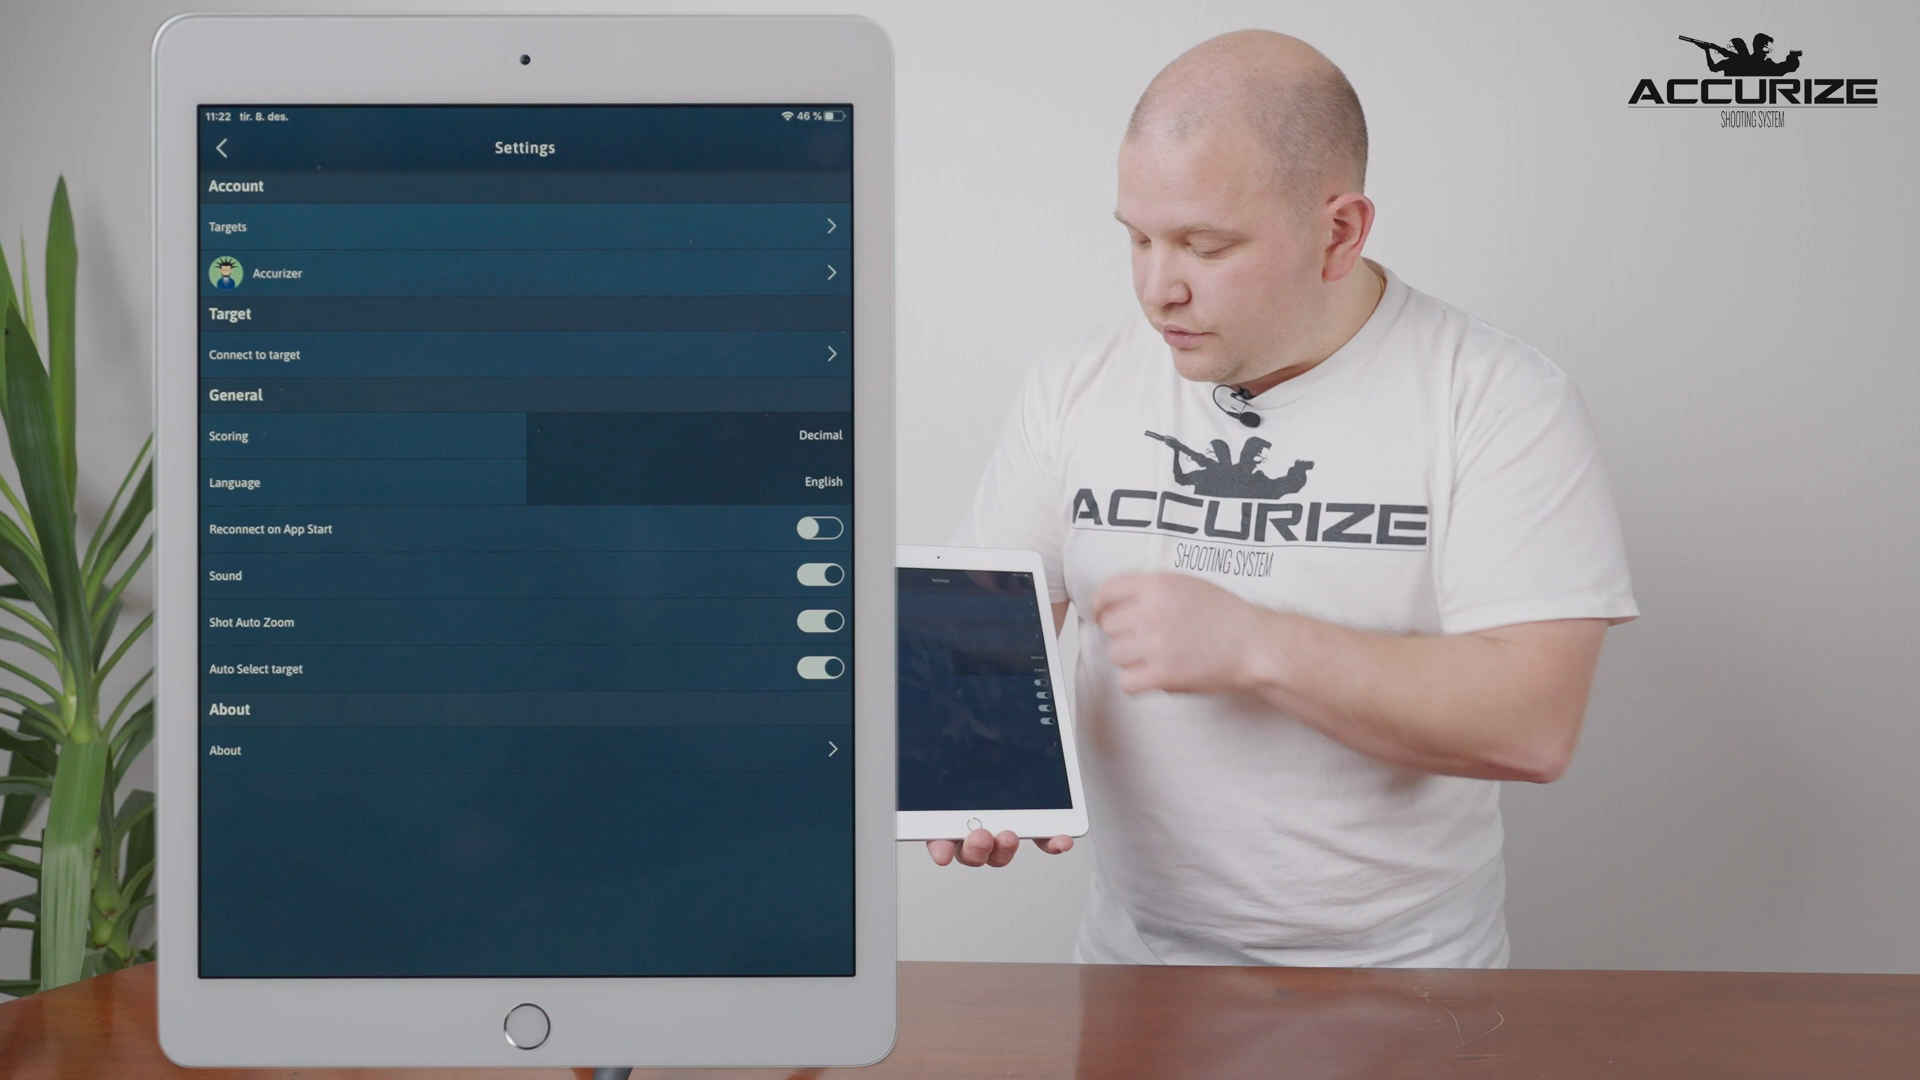 11:22 tir. 8. des.
46 %
Settings
Account
Targets
Accurizer
Target
Connect to target
General
Scoring
Decimal
Language
English
Reconnect on App Start
Sound
Shot Auto Zoom
Auto Select target
About
About
ACCURIZE
SHOOTING SYSTEM
ACCURIZE
SHOOTING SYSTEM
Settings